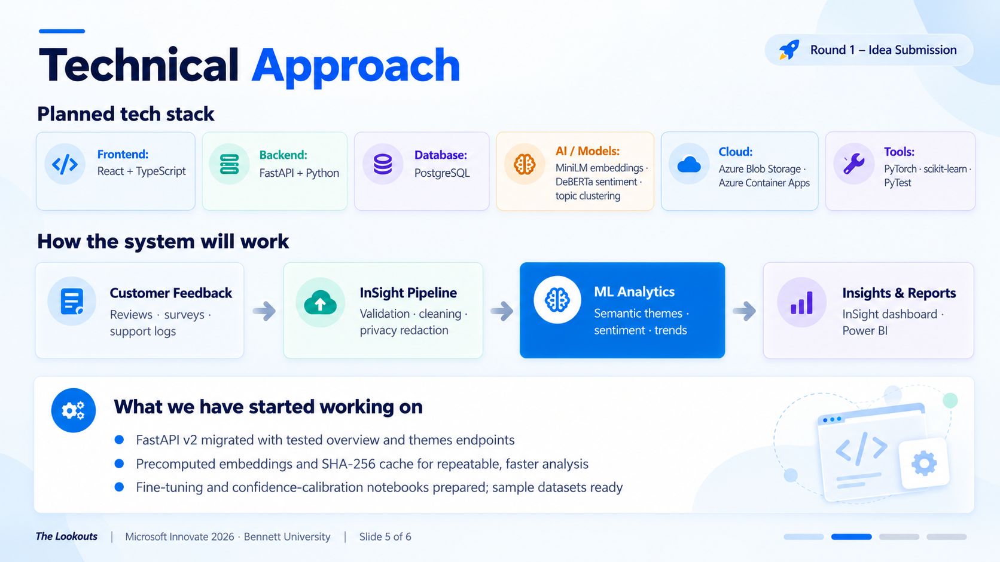 Technical Approach
Round 1 – Idea Submission
Planned tech stack
Frontend:
React + TypeScript
Backend:
FastAPI + Python
Database:
PostgreSQL
AI / Models:
MiniLM embeddings ·
DeBERTa sentiment ·
topic clustering
Cloud:
Azure Blob Storage ·
Azure Container Apps
Tools:
PyTorch · scikit-learn ·
PyTest
How the system will work
Customer Feedback
Reviews · surveys ·
support logs
InSight Pipeline
Validation · cleaning ·
privacy redaction
ML Analytics
Semantic themes ·
sentiment · trends
Insights & Reports
InSight dashboard ·
Power BI
What we have started working on
● FastAPI v2 migrated with tested overview and themes endpoints
● Precomputed embeddings and SHA-256 cache for repeatable, faster analysis
● Fine-tuning and confidence-calibration notebooks prepared; sample datasets ready
The Lookouts | Microsoft Innovate 2026 · Bennett University | Slide 5 of 6